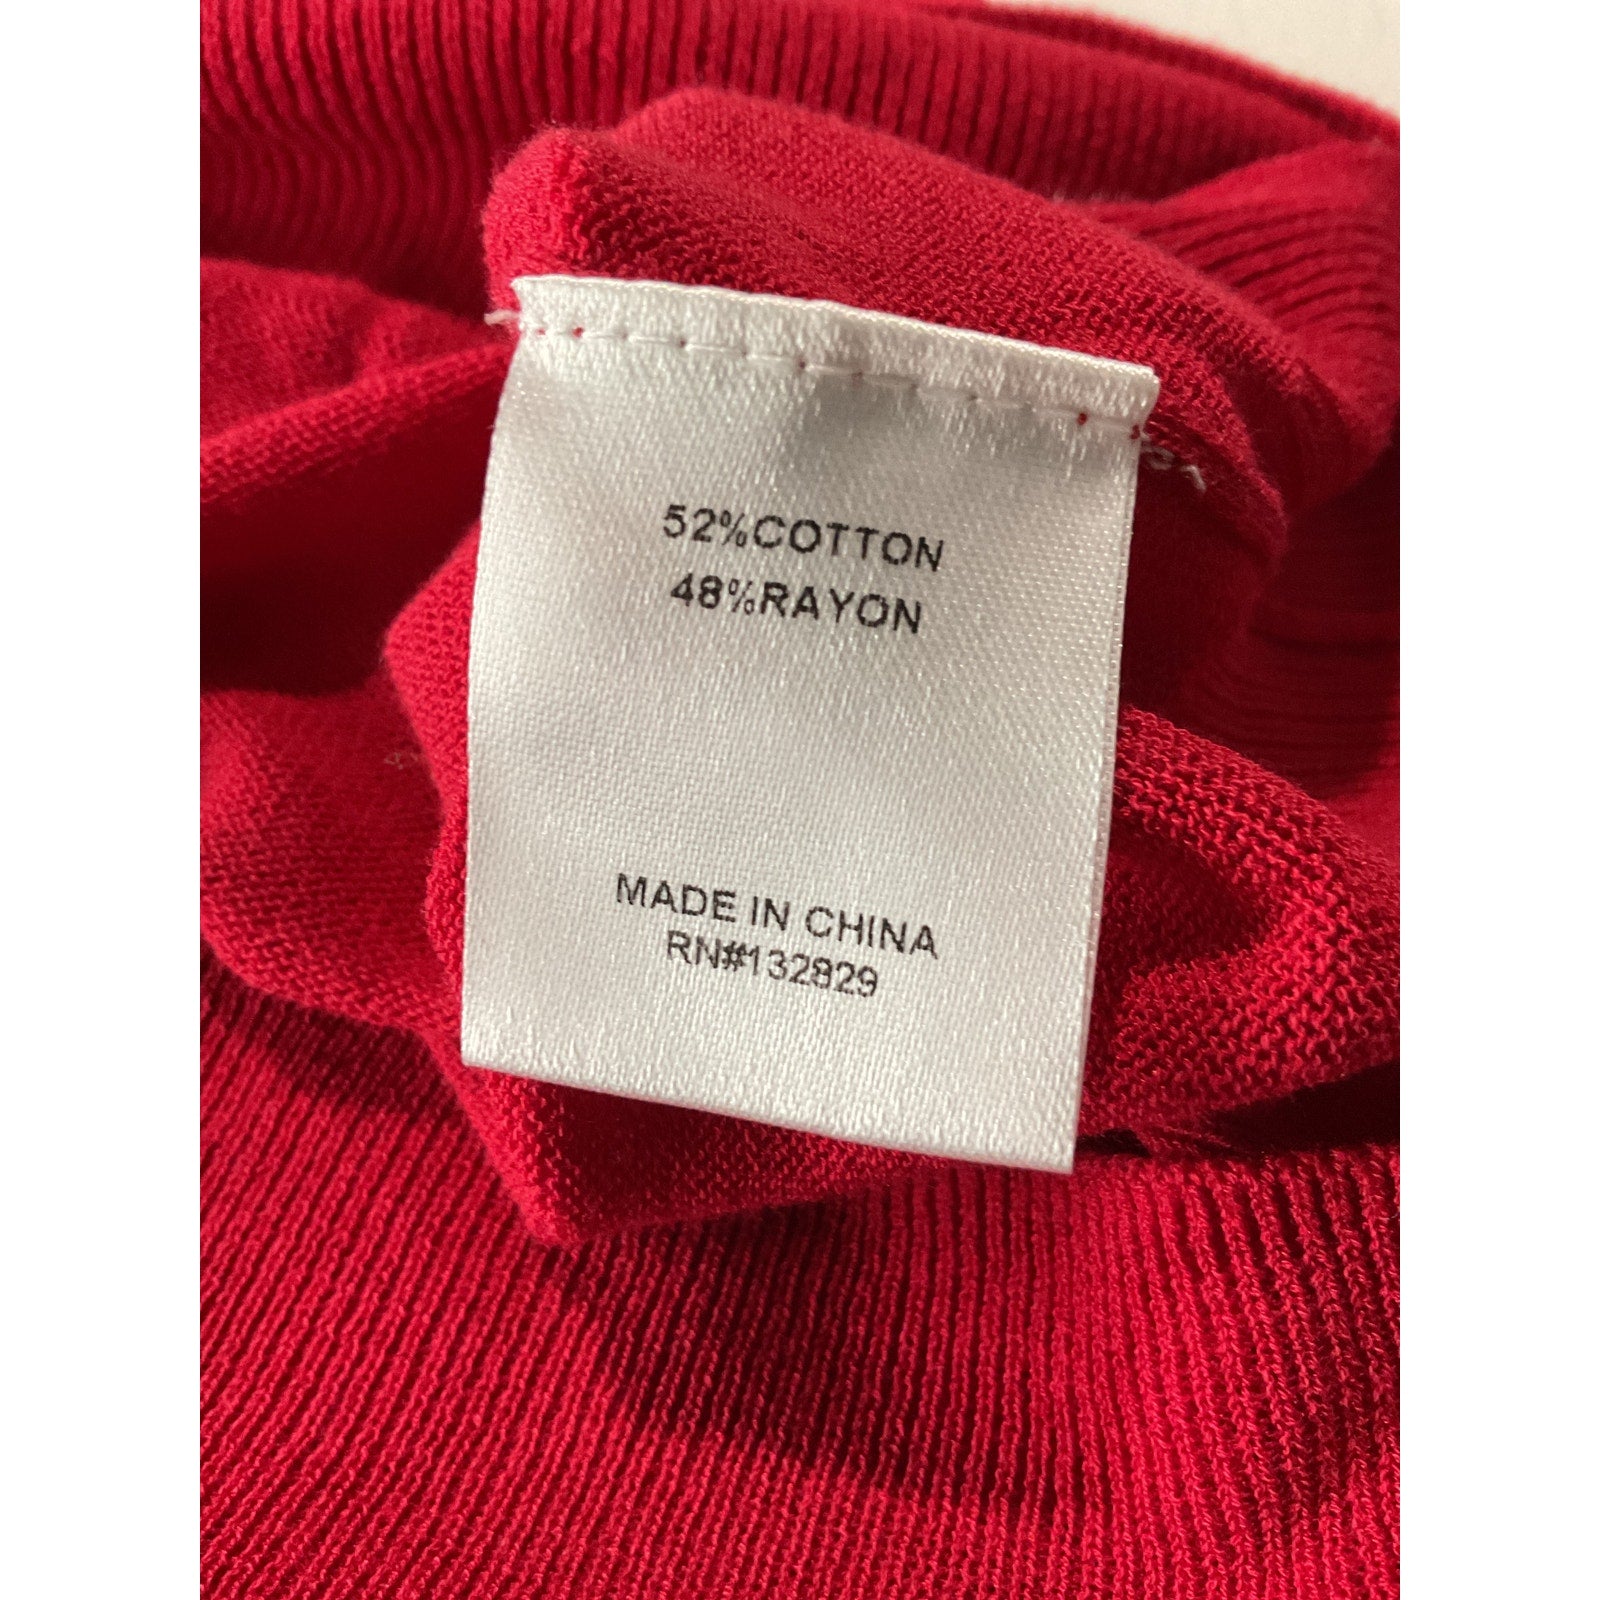 52%COTTON
48%RAYON
MADE IN CHINA
RN#132829